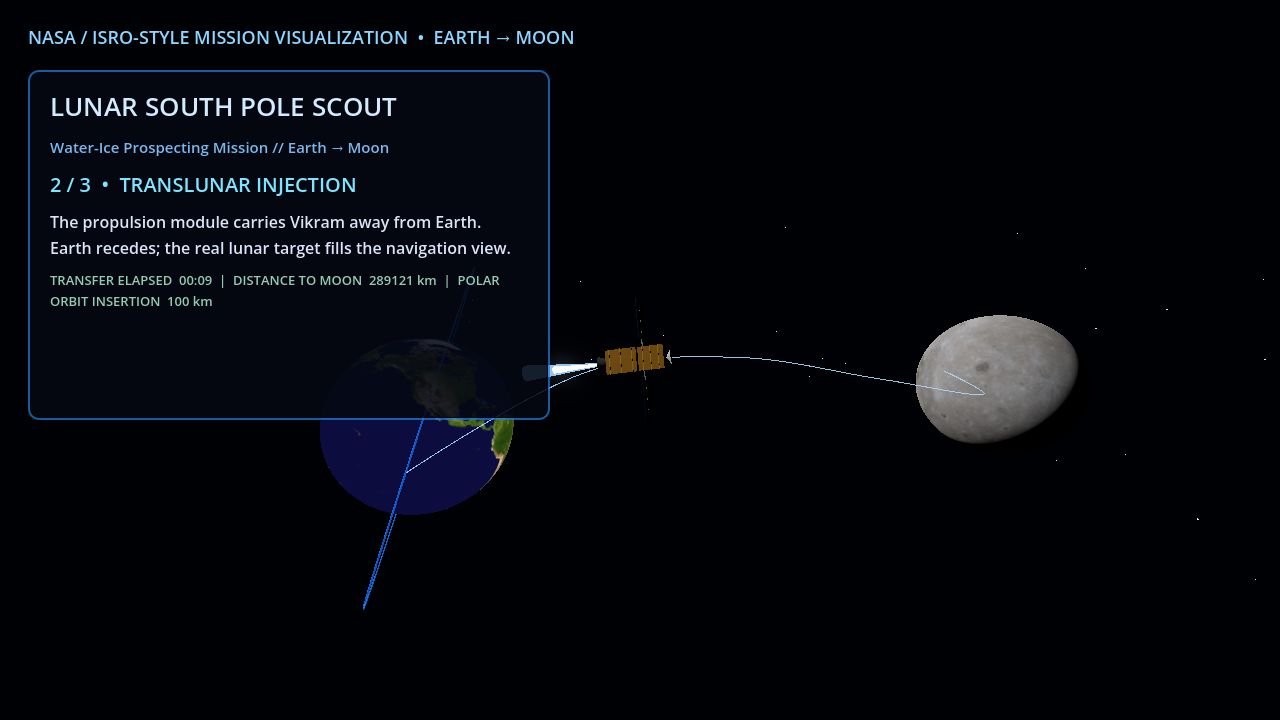 NASA / ISRO-STYLE MISSION VISUALIZATION • EARTH → MOON
LUNAR SOUTH POLE SCOUT
Water-Ice Prospecting Mission // Earth → Moon
2 / 3 • TRANSLUNAR INJECTION
The propulsion module carries Vikram away from Earth.
Earth recedes; the real lunar target fills the navigation view.
TRANSFER ELAPSED 00:09 | DISTANCE TO MOON 289121 km | POLAR
ORBIT INSERTION 100 km